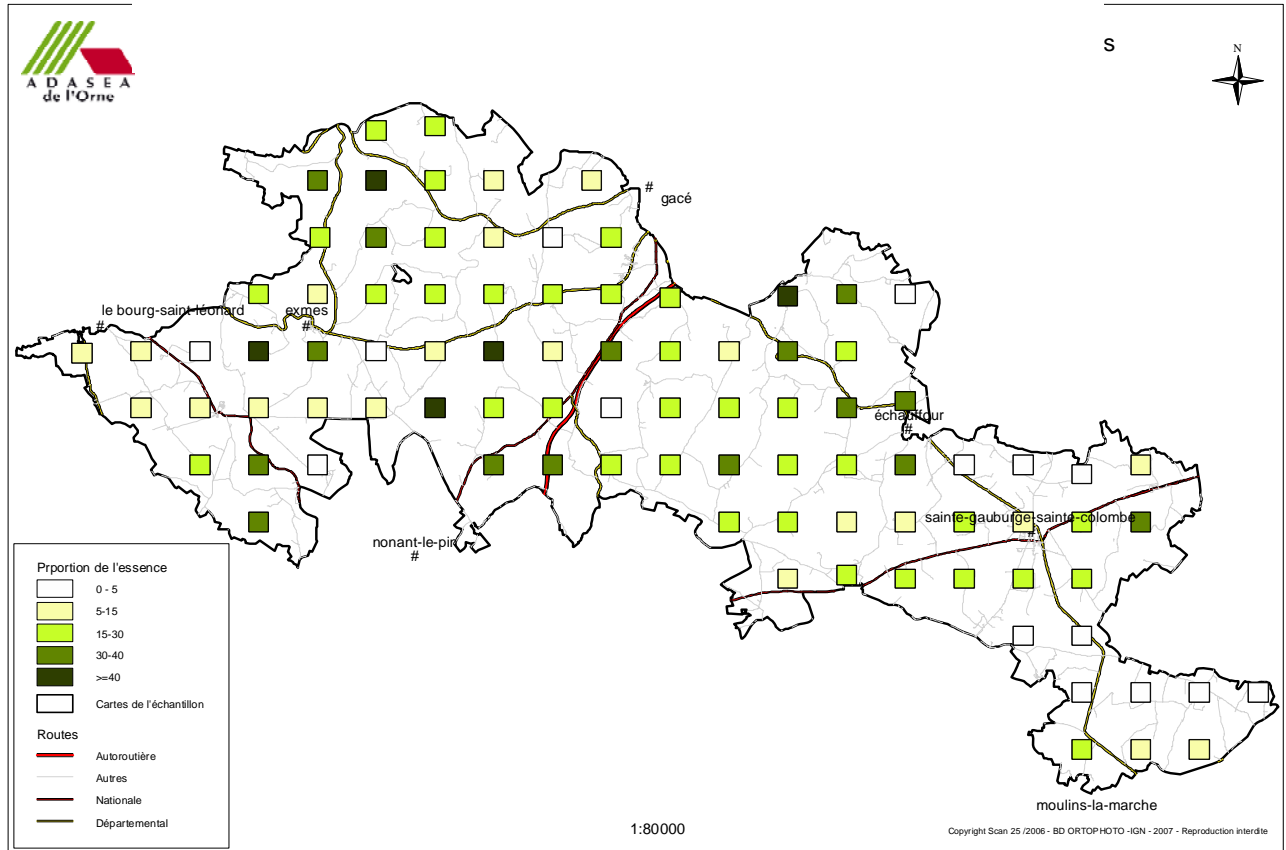 ADASEA
de l'Orne
S
N
# gacé
le bourg-saint-léonard
#
exmes
#
échauffour
#
sainte-gauburge-sainte-colombe
#
nonant-le-pin
#
moulins-la-marche
Prportion de l'essence
0 - 5
5-15
15-30
30-40
>=40
Cartes de l'échantillon
Routes
Autoroutière
Autres
Nationale
Départemental
1:80000
Copyright Scan 25 /2006 - BD ORTOPHOTO -IGN - 2007 - Reproduction interdite